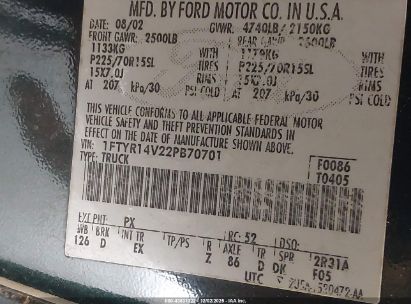 MFD. BY FORD MOTOR CO. IN U.S.A.
DATE: 08/02 GVWR: 4740LB/2150KG
FRONT GAWR: 2500LB REAR GAWR: 2600LB
1133KG 1179KG
P225/70R15SL TIRES P225/70R15SL TIRES
15X7.0J RIMS 15X7.0J RIMS
AT 207 kPa/30 PSI COLD AT 207 kPa/30 PSI COLD
THIS VEHICLE CONFORMS TO ALL APPLICABLE FEDERAL MOTOR
VEHICLE SAFETY AND THEFT PREVENTION STANDARDS IN
EFFECT ON THE DATE OF MANUFACTURE SHOWN ABOVE.
VIN: 1FTYR14V22PB70701
TYPE: TRUCK F0086
T0405
EXT PNT: PX RC: 52 DSO:
WB BRK INT TR TP/PS R AXLE TR SPR 2R31A
126 D EX Z 86 D DK F05
UTC